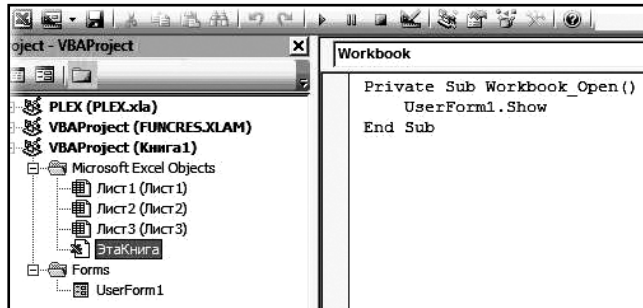 oject - VBAProject
Workbook
PLEX (PLEX.xla)
VBAProject (FUNCRES.XLAM)
VBAProject (Книга1)
Microsoft Excel Objects
Лист1 (Лист1)
Лист2 (Лист2)
Лист3 (Лист3)
ЭтаКнига
Forms
UserForm1
Private Sub Workbook_Open()
UserForm1.Show
End Sub